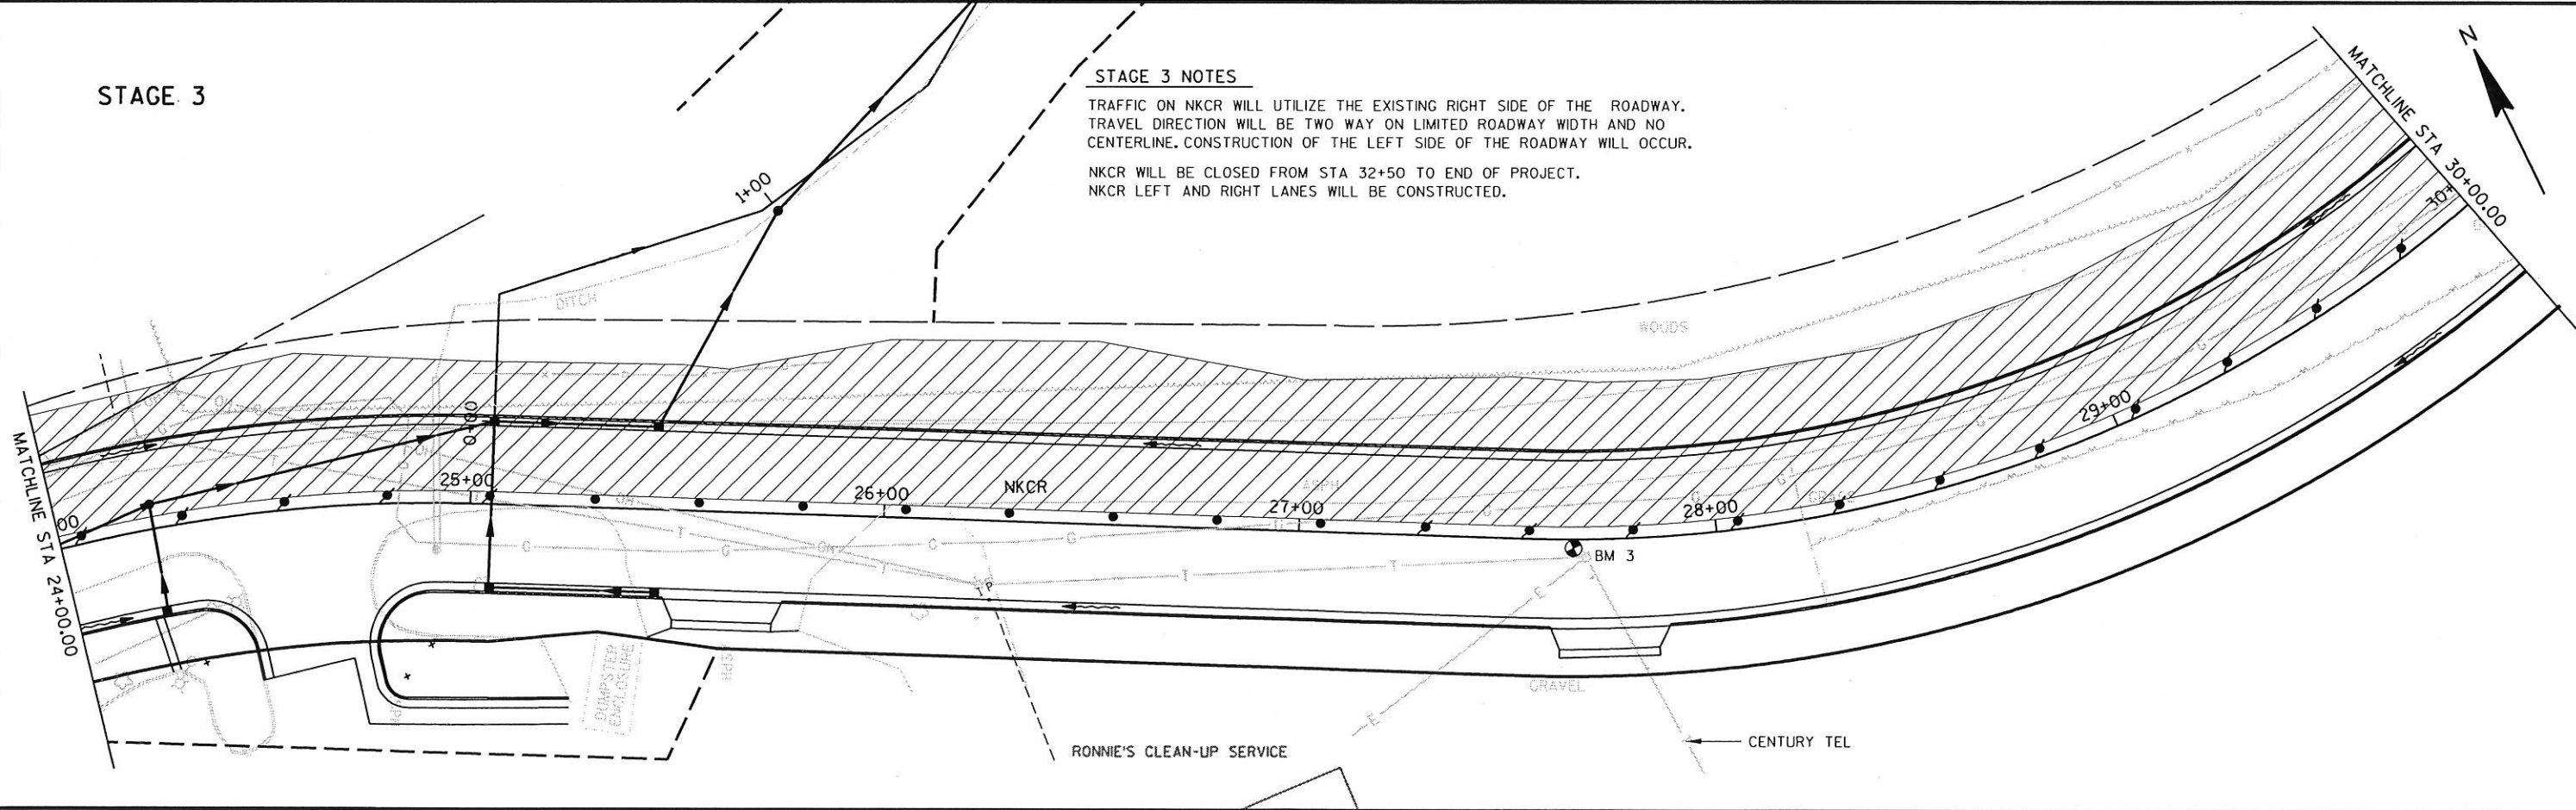 STAGE 3
STAGE 3 NOTES
TRAFFIC ON NKCR WILL UTILIZE THE EXISTING RIGHT SIDE OF THE ROADWAY.
TRAVEL DIRECTION WILL BE TWO WAY ON LIMITED ROADWAY WIDTH AND NO
CENTERLINE. CONSTRUCTION OF THE LEFT SIDE OF THE ROADWAY WILL OCCUR.
NKCR WILL BE CLOSED FROM STA 32+50 TO END OF PROJECT.
NKCR LEFT AND RIGHT LANES WILL BE CONSTRUCTED.
N
MATCHLINE STA 30+00.00
30+
1+00
DITCH
WOODS
0+00
MATCHLINE STA 24+00.00
00
25+00
26+00
NKCR
ASPH
27+00
28+00
29+00
GRASS
G
G
G
G
T
T
T
T
T
OH
BM 3
TP
E
E
DUMPSTER
ENCLOSURE
ASPH
GRAVEL
RONNIE'S CLEAN-UP SERVICE
CENTURY TEL